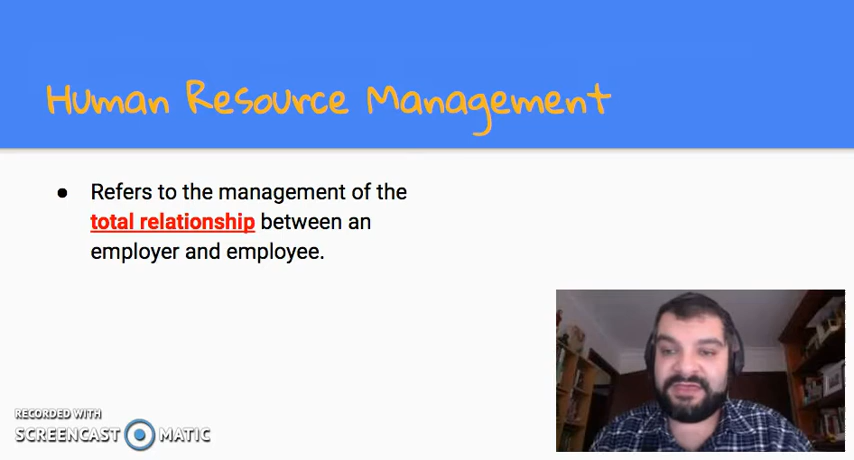 Human Resource Management
● Refers to the management of the
total relationship between an
employer and employee.
RECORDED WITH
SCREENCAST MATIC